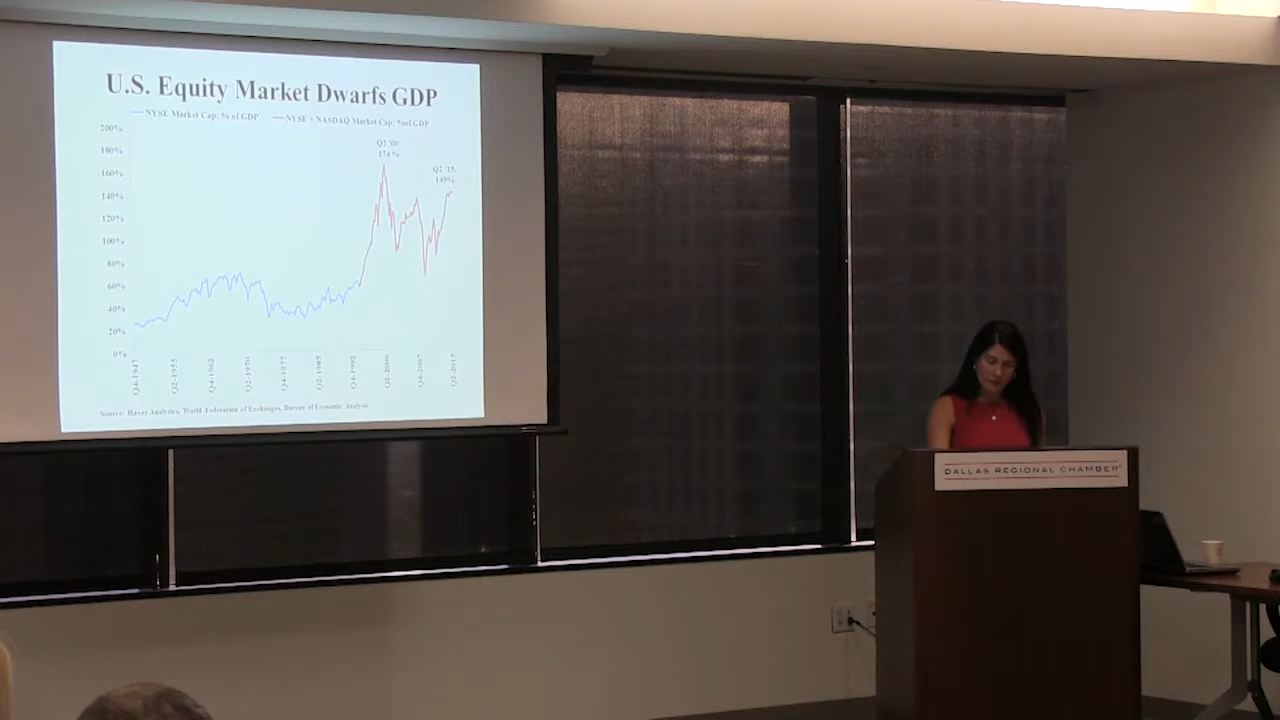 U.S. Equity Market Dwarfs GDP
NYSE Market Cap: % of GDP NYSE + NASDAQ Market Cap: %of GDP
200%
180%
160%
140%
120%
100%
80%
60%
40%
20%
0%
Q2 '00:
174%
Q2 '15:
149%
Q4-1947
Q2-1955
Q4-1962
Q2-1970
Q4-1977
Q2-1985
Q4-1992
Q2-2000
Q4-2007
Q2-2015
Source: Haver Analytics, World Federation of Exchanges, Bureau of Economic Analysis
DALLAS REGIONAL CHAMBER